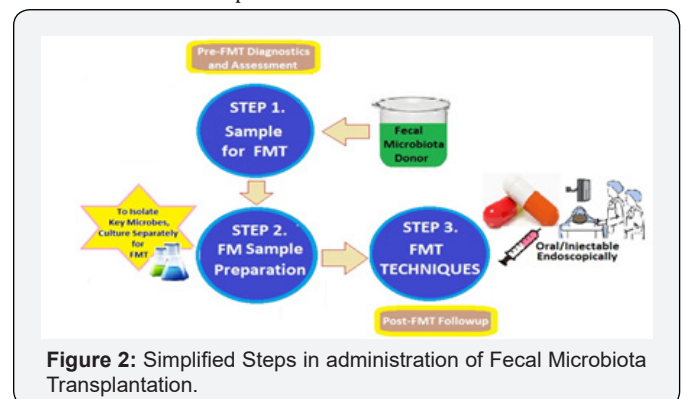 Pre-FMT Diagnostics
and Assessment
STEP 1.
Sample
for FMT
Fecal
Microbiota
Donor
To Isolate
Key Microbes,
Culture Separately
for
FMT
STEP 2.
FM Sample
Preparation
STEP 3.
FMT
TECHNIQUES
Oral/Injectable
Endoscopically
Post-FMT Followup
Figure 2: Simplified Steps in administration of Fecal Microbiota
Transplantation.